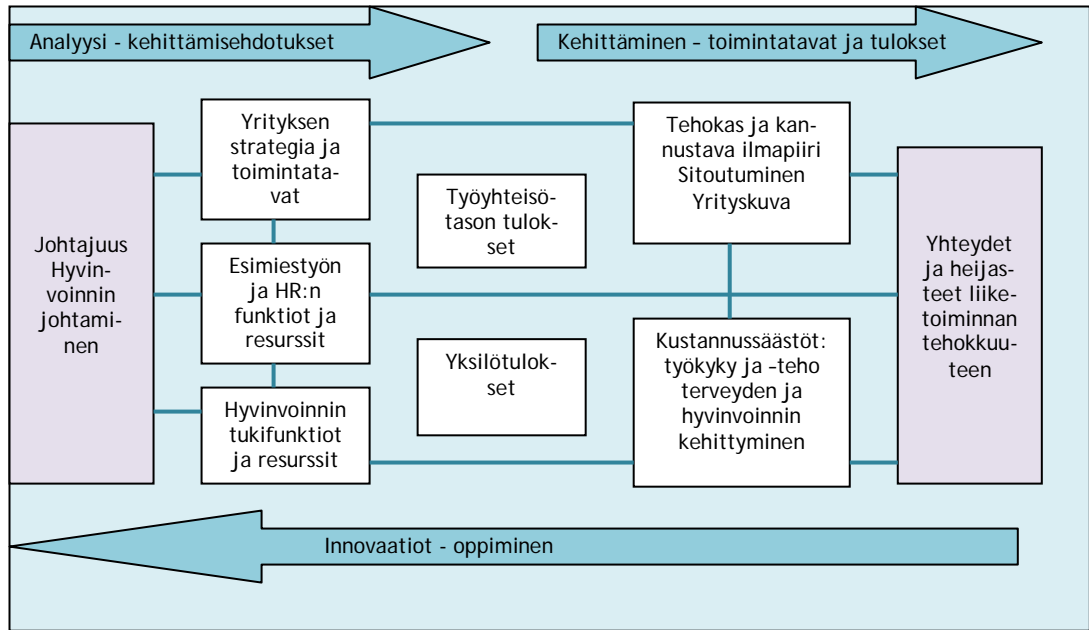 Analyysi - kehittämisehdotukset
Kehittäminen – toimintatavat ja tulokset
Johtajuus
Hyvin-
voinnin
johtami-
nen
Yrityksen
strategia ja
toimintata-
vat
Esimiestyön
ja HR:n
funktiot ja
resurssit
Hyvinvoinnin
tukifunktiot
ja resurssit
Työyhteisö-
tason tulok-
set
Yksilötulok-
set
Tehokas ja kan-
nustava ilmapiiri
Sitoutuminen
Yrityskuva
Kustannussäästöt:
työkyky ja –teho
terveyden ja
hyvinvoinnin
kehittyminen
Yhteydet
ja heijas-
teet liike-
toiminnan
tehokkuu-
teen
Innovaatiot - oppiminen